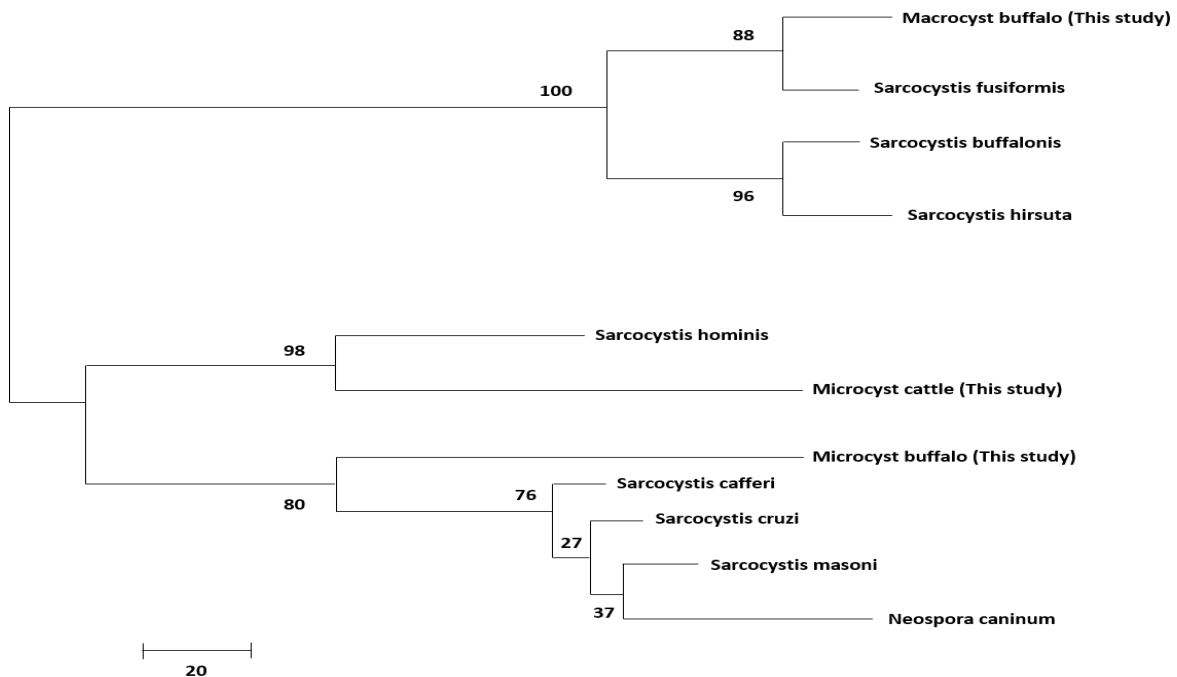 Macrocyst buffalo (This study)
88
Sarcocystis fusiformis
100
Sarcocystis buffalonis
96
Sarcocystis hirsuta
Sarcocystis hominis
98
Microcyst cattle (This study)
Microcyst buffalo (This study)
80
76
Sarcocystis cafferi
Sarcocystis cruzi
27
Sarcocystis masoni
37
Neospora caninum
20